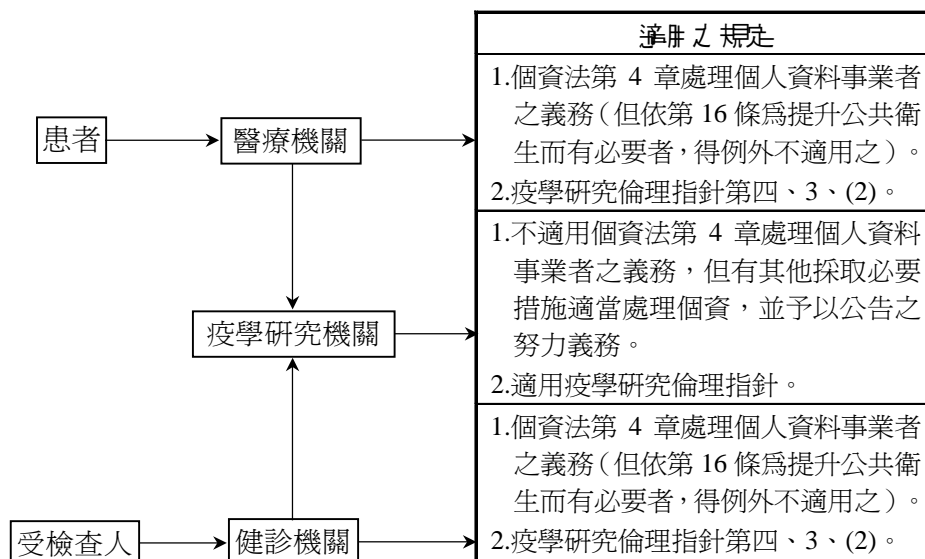 適用之規定
1.個資法第 4 章處理個人資料事業者
之義務（但依第 16 條為提升公共衛
生而有必要者，得例外不適用之）。
2.疫學研究倫理指針第四、3、(2)。
患者
醫療機關
1.不適用個資法第 4 章處理個人資料
事業者之義務，但有其他採取必要
措施適當處理個資，並予以公告之
努力義務。
2.適用疫學研究倫理指針。
疫學研究機關
1.個資法第 4 章處理個人資料事業者
之義務（但依第 16 條為提升公共衛
生而有必要者，得例外不適用之）。
2.疫學研究倫理指針第四、3、(2)。
受檢查人
健診機關